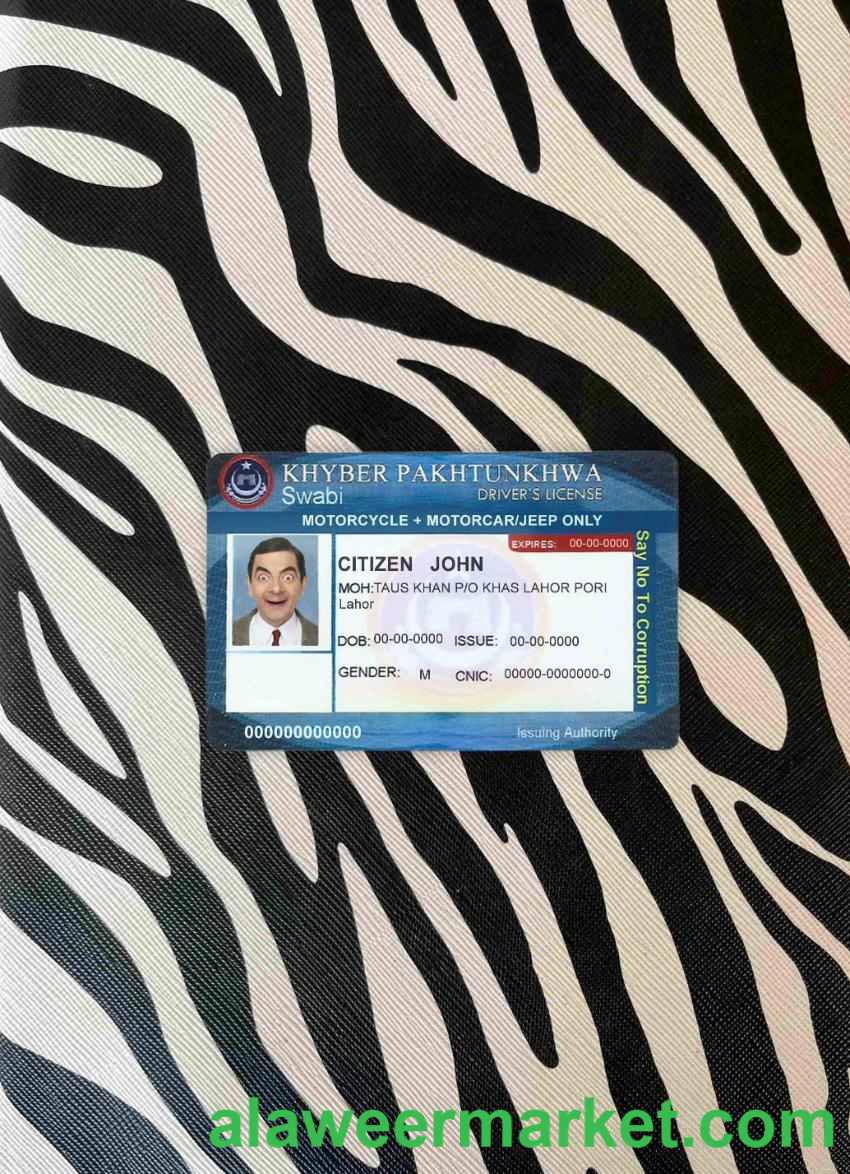 KHYBER PAKHTUNKHWA
Swabi
DRIVER'S LICENSE
MOTORCYCLE + MOTORCAR/JEEP ONLY
EXPIRES: 00-00-0000
CITIZEN JOHN
MOH:TAUS KHAN P/O KHAS LAHOR PORI
Lahor
DOB: 00-00-0000 ISSUE: 00-00-0000
GENDER: M CNIC: 00000-0000000-0
Say No To Corruption
000000000000
Issuing Authority
alaweermarket.com